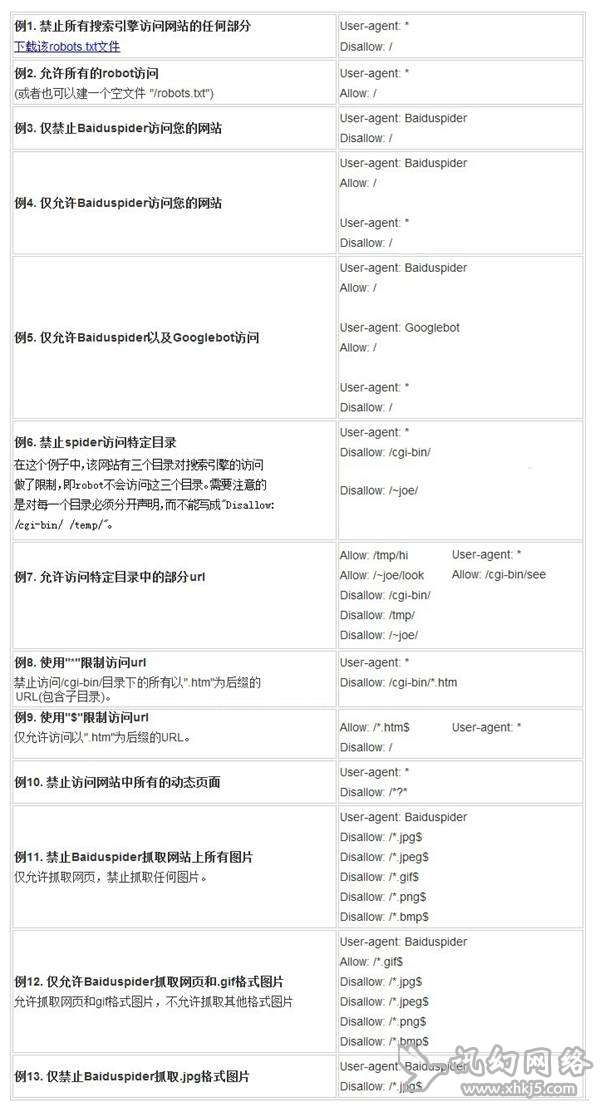 例1. 禁止所有搜索引擎访问网站的任何部分
下载该robots.txt文件
User-agent: *
Disallow: /
例2. 允许所有的robot访问
(或者也可以建一个空文件 "/robots.txt")
User-agent: *
Allow: /
例3. 仅禁止Baiduspider访问您的网站
User-agent: Baiduspider
Disallow: /
例4. 仅允许Baiduspider访问您的网站
User-agent: Baiduspider
Allow: /
User-agent: *
Disallow: /
例5. 仅允许Baiduspider以及Googlebot访问
User-agent: Baiduspider
Allow: /
User-agent: Googlebot
Allow: /
User-agent: *
Disallow: /
例6. 禁止spider访问特定目录
在这个例子中,该网站有三个目录对搜索引擎的访问
做了限制,即robot不会访问这三个目录。需要注意的
是对每一个目录必须分开声明,而不能写成"Disallow:
/cgi-bin/ /temp/"。
User-agent: *
Disallow: /cgi-bin/
Disallow: /~joe/
例7. 允许访问特定目录中的部分url
Allow: /tmp/hi User-agent: *
Allow: /~joe/look Allow: /cgi-bin/see
Disallow: /cgi-bin/
Disallow: /tmp/
Disallow: /~joe/
例8. 使用"*"限制访问url
禁止访问/cgi-bin/目录下的所有以".htm"为后缀的
URL(包含子目录)。
User-agent: *
Disallow: /cgi-bin/*.htm
例9. 使用"$"限制访问url
仅允许访问以".htm"为后缀的URL。
Allow: /*.htm$ User-agent: *
Disallow: /
例10. 禁止访问网站中所有的动态页面
User-agent: *
Disallow: /*?*
例11. 禁止Baiduspider抓取网站上所有图片
仅允许抓取网页，禁止抓取任何图片。
User-agent: Baiduspider
Disallow: /*.jpg$
Disallow: /*.jpeg$
Disallow: /*.gif$
Disallow: /*.png$
Disallow: /*.bmp$
例12. 仅允许Baiduspider抓取网页和.gif格式图片
允许抓取网页和gif格式图片，不允许抓取其他格式图片
User-agent: Baiduspider
Allow: /*.gif$
Disallow: /*.jpg$
Disallow: /*.jpeg$
Disallow: /*.png$
Disallow: /*.bmp$
例13. 仅禁止Baiduspider抓取.jpg格式图片
User-agent: Baiduspider
Disallow: /*.jpg$
讯幻网络
www.xhkj5.com